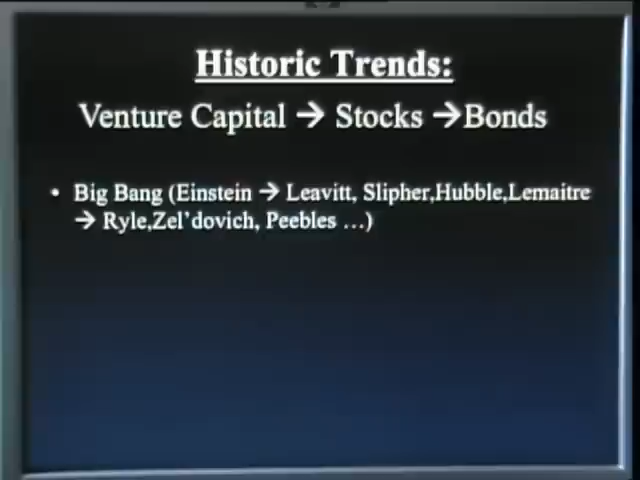 Historic Trends:
Venture Capital → Stocks →Bonds
• Big Bang (Einstein → Leavitt, Slipher,Hubble,Lemaitre
→ Ryle,Zel’dovich, Peebles ...)